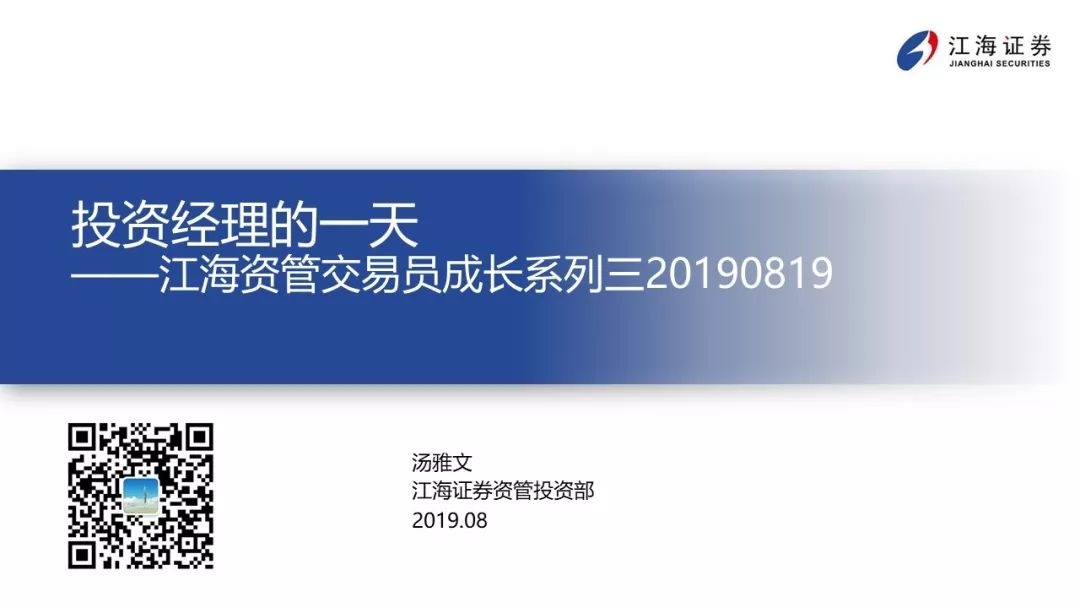 江海证券
JIANGHAI SECURITIES
投资经理的一天
——江海资管交易员成长系列三20190819
汤雅文
江海证券资管投资部
2019.08